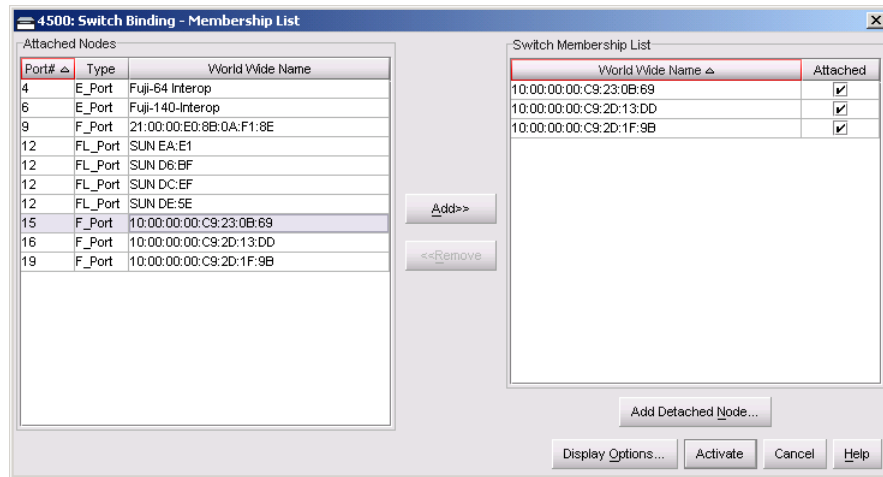 4500: Switch Binding - Membership List
Attached Nodes
Port# Type World Wide Name
4 E_Port Fuji-64 Interop
6 E_Port Fuji-140-Interop
9 F_Port 21:00:00:E0:8B:0A:F1:8E
12 FL_Port SUN EA:E1
12 FL_Port SUN D6:BF
12 FL_Port SUN DC:EF
12 FL_Port SUN DE:5E
15 F_Port 10:00:00:00:C9:23:0B:69
16 F_Port 10:00:00:00:C9:2D:13:DD
19 F_Port 10:00:00:00:C9:2D:1F:9B
Add>>
<<Remove
Switch Membership List
World Wide Name Attached
10:00:00:00:C9:23:0B:69
10:00:00:00:C9:2D:13:DD
10:00:00:00:C9:2D:1F:9B
Add Detached Node...
Display Options... Activate Cancel Help